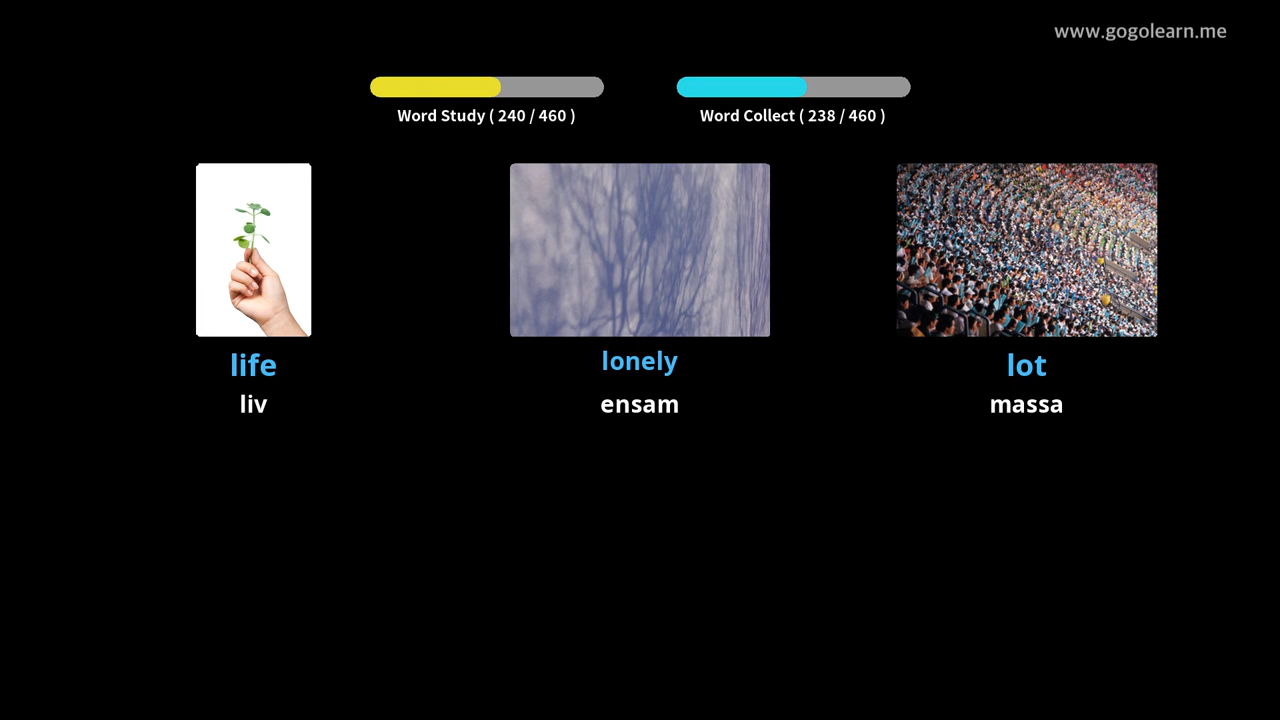 www.gogolearn.me
Word Study ( 240 / 460 )
Word Collect ( 238 / 460 )
life
liv
lonely
ensam
lot
massa